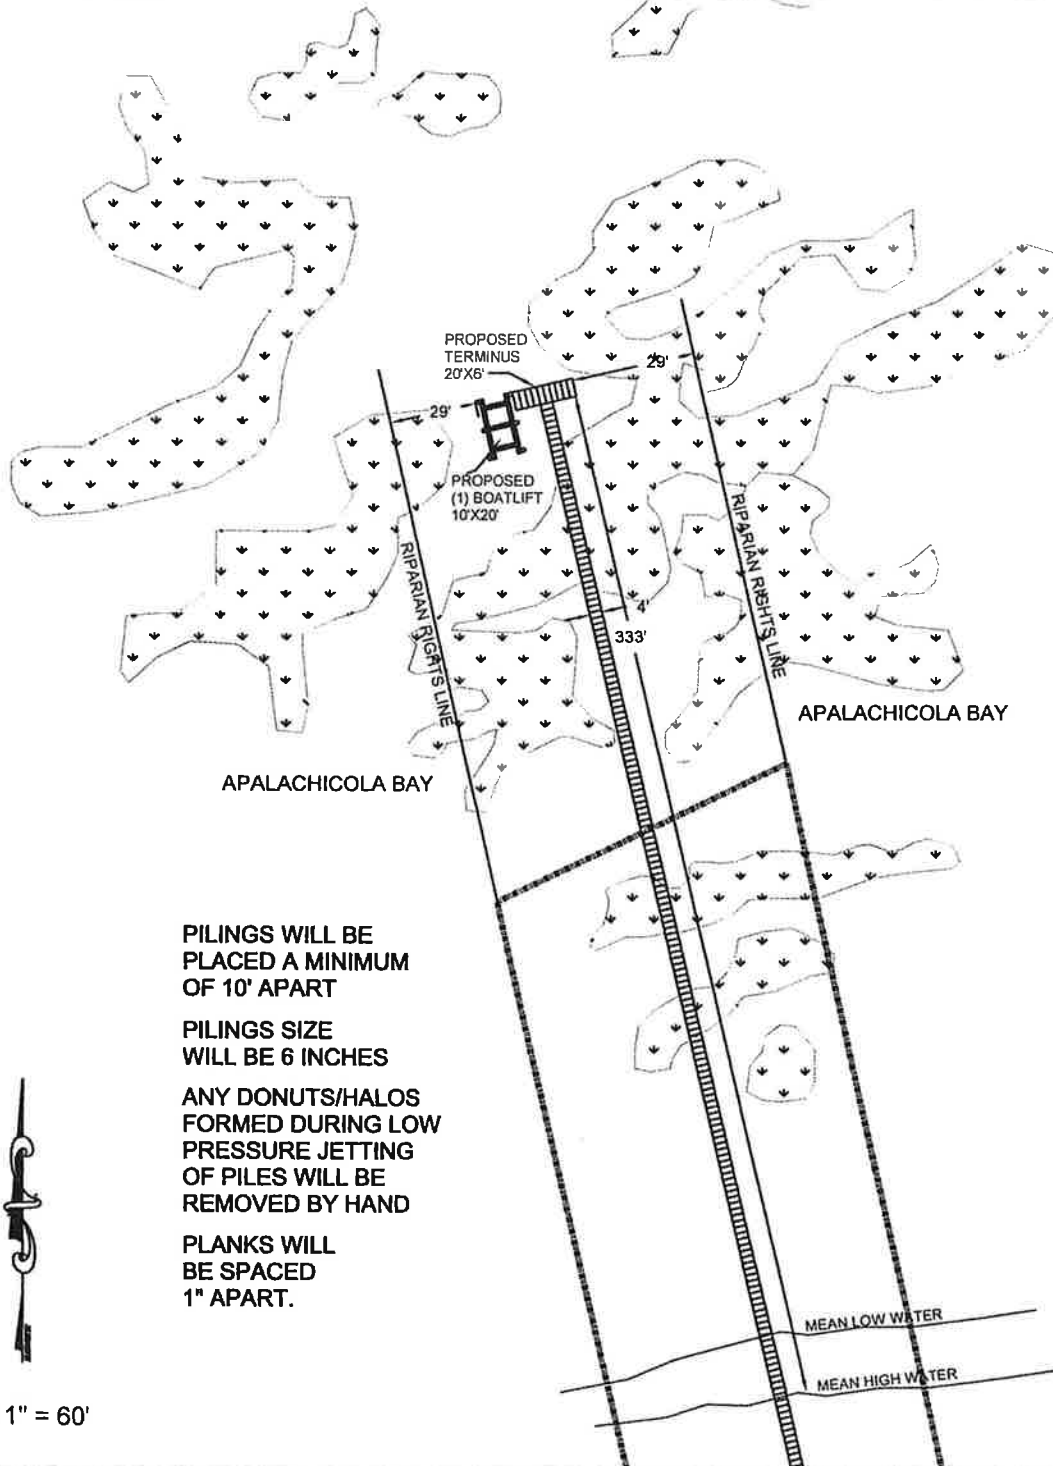 PROPOSED
TERMINUS
20'X6'
29'
29'
PROPOSED
(1) BOATLIFT
10'X20'
RIPARIAN RIGHTS LINE
RIPARIAN RIGHTS LINE
4'
333'
APALACHICOLA BAY
APALACHICOLA BAY
PILINGS WILL BE
PLACED A MINIMUM
OF 10' APART
PILINGS SIZE
WILL BE 6 INCHES
ANY DONUTS/HALOS
FORMED DURING LOW
PRESSURE JETTING
OF PILES WILL BE
REMOVED BY HAND
PLANKS WILL
BE SPACED
1" APART.
MEAN LOW WATER
MEAN HIGH WATER
1" = 60'